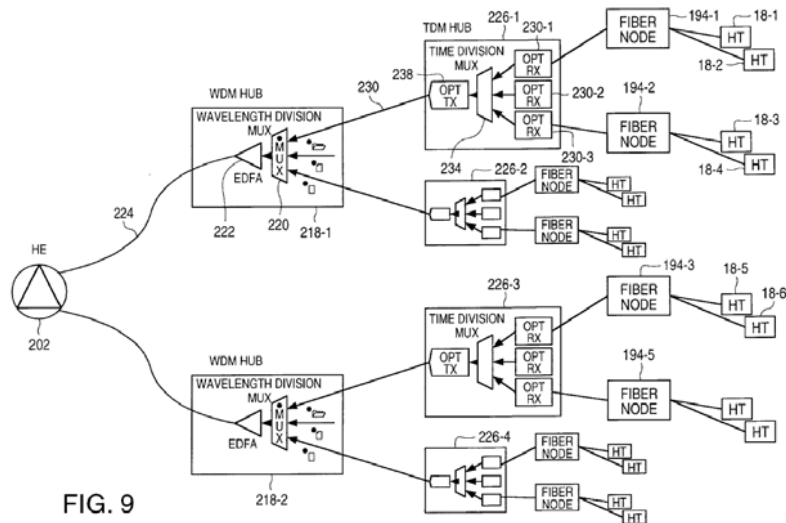 226-1
TDM HUB
230-1
194-1
18-1
TIME DIVISION
MUX
OPT
RX
FIBER
NODE
HT
HT
18-2
238
OPT
TX
OPT
RX
230-2
230
WDM HUB
WAVELENGTH DIVISION
MUX
OPT
RX
194-2
FIBER
NODE
18-3
HT
HT
18-4
230-3
234
MUX
EDFA
222
220
218-1
224
226-2
FIBER
NODE
HT
HT
FIBER
NODE
HT
HT
HE
202
226-3
TIME DIVISION
MUX
OPT
TX
OPT
RX
OPT
RX
OPT
RX
194-3
FIBER
NODE
18-5
HT
18-6
HT
194-5
FIBER
NODE
HT
HT
WDM HUB
WAVELENGTH DIVISION
MUX
MUX
EDFA
218-2
226-4
FIBER
NODE
HT
HT
FIBER
NODE
HT
HT
FIG. 9